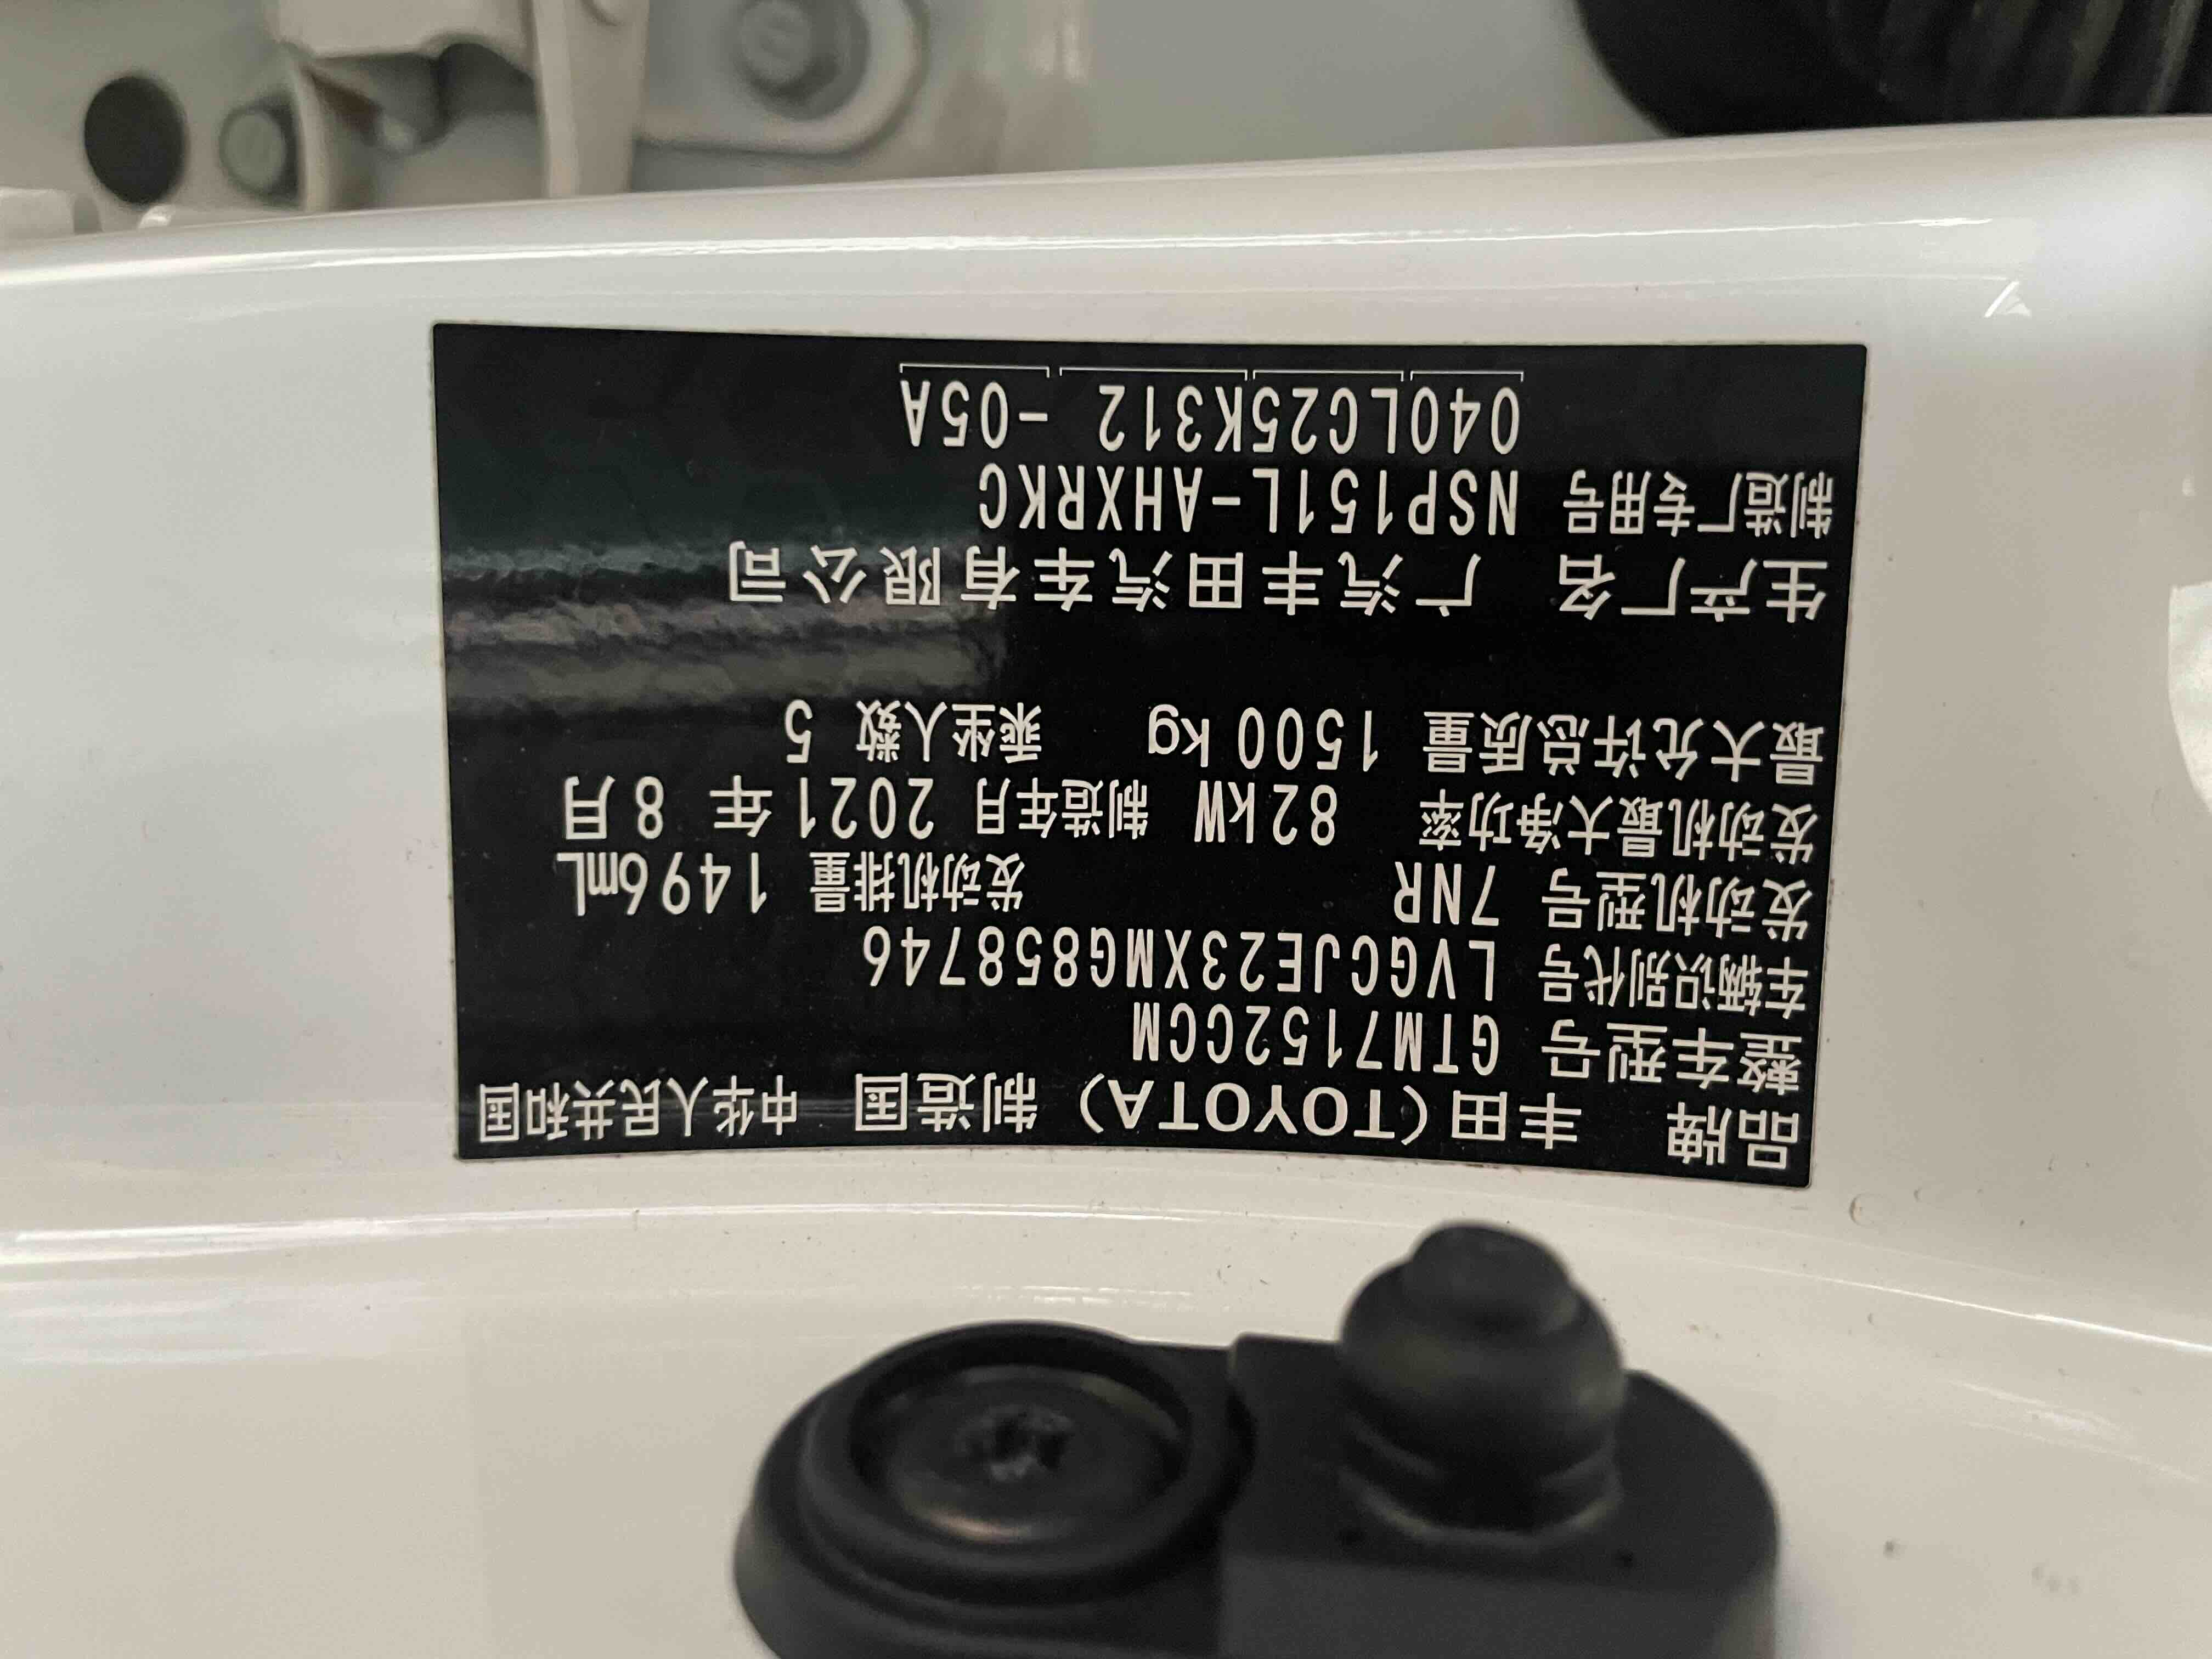 品牌 丰田(TOYOTA) 制造国 中华人民共和国
整车型号 GTM7152CCM
车辆识别代号 LVGCJE23XMG858746
发动机型号 7NR 发动机排量 1496mL
发动机最大净功率 82kW 制造年月 2021 年 8 月
最大允许总质量 1500 kg 乘坐人数 5
生产厂名 广汽丰田汽车有限公司
制造厂专用号 NSP151L-AHXRKC
040LC25K312 -05A